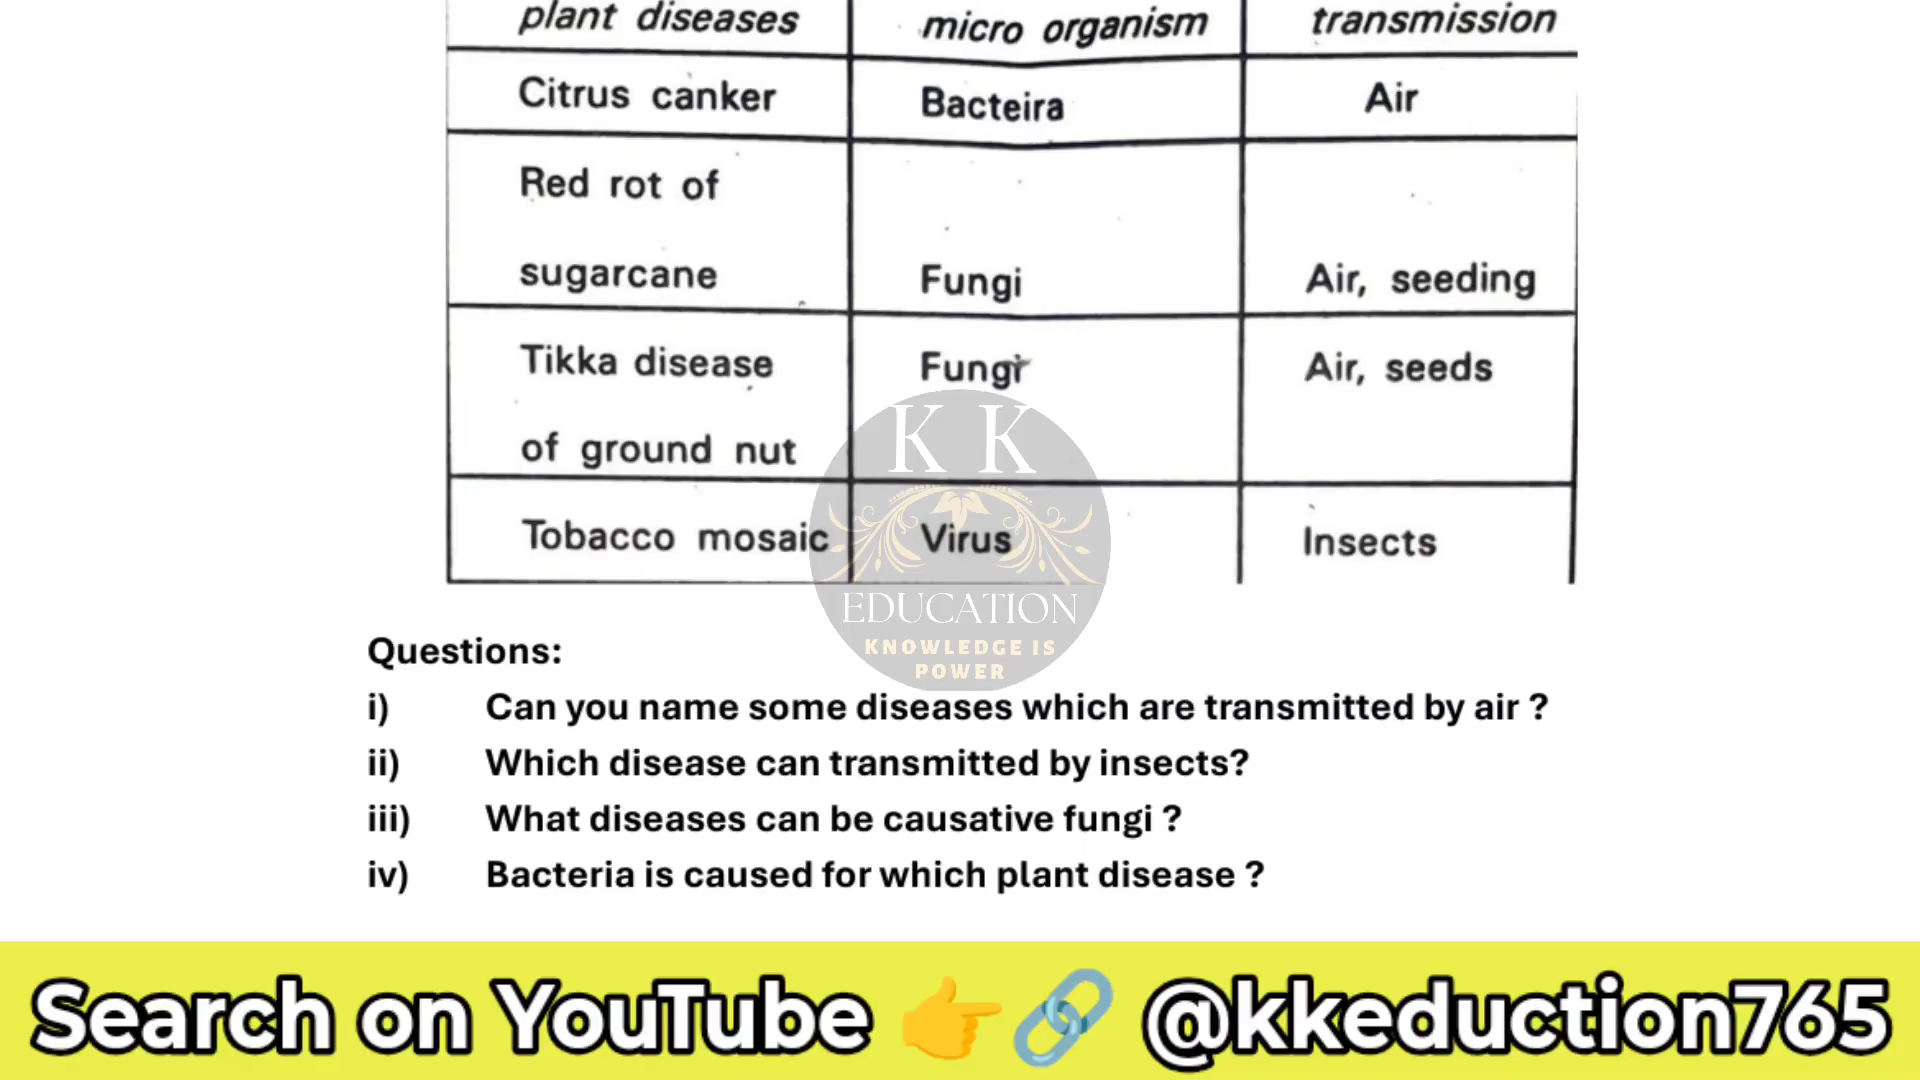 plant diseases micro organism transmission
Citrus canker Bacteira Air
Red rot of
sugarcane Fungi Air, seeding
Tikka disease Fungi Air, seeds
of ground nut
Tobacco mosaic Virus Insects
K K
EDUCATION
KNOWLEDGE IS
POWER
Questions:
i) Can you name some diseases which are transmitted by air ?
ii) Which disease can transmitted by insects?
iii) What diseases can be causative fungi ?
iv) Bacteria is caused for which plant disease ?
Search on YouTube 👉🔗 @kkeduction765